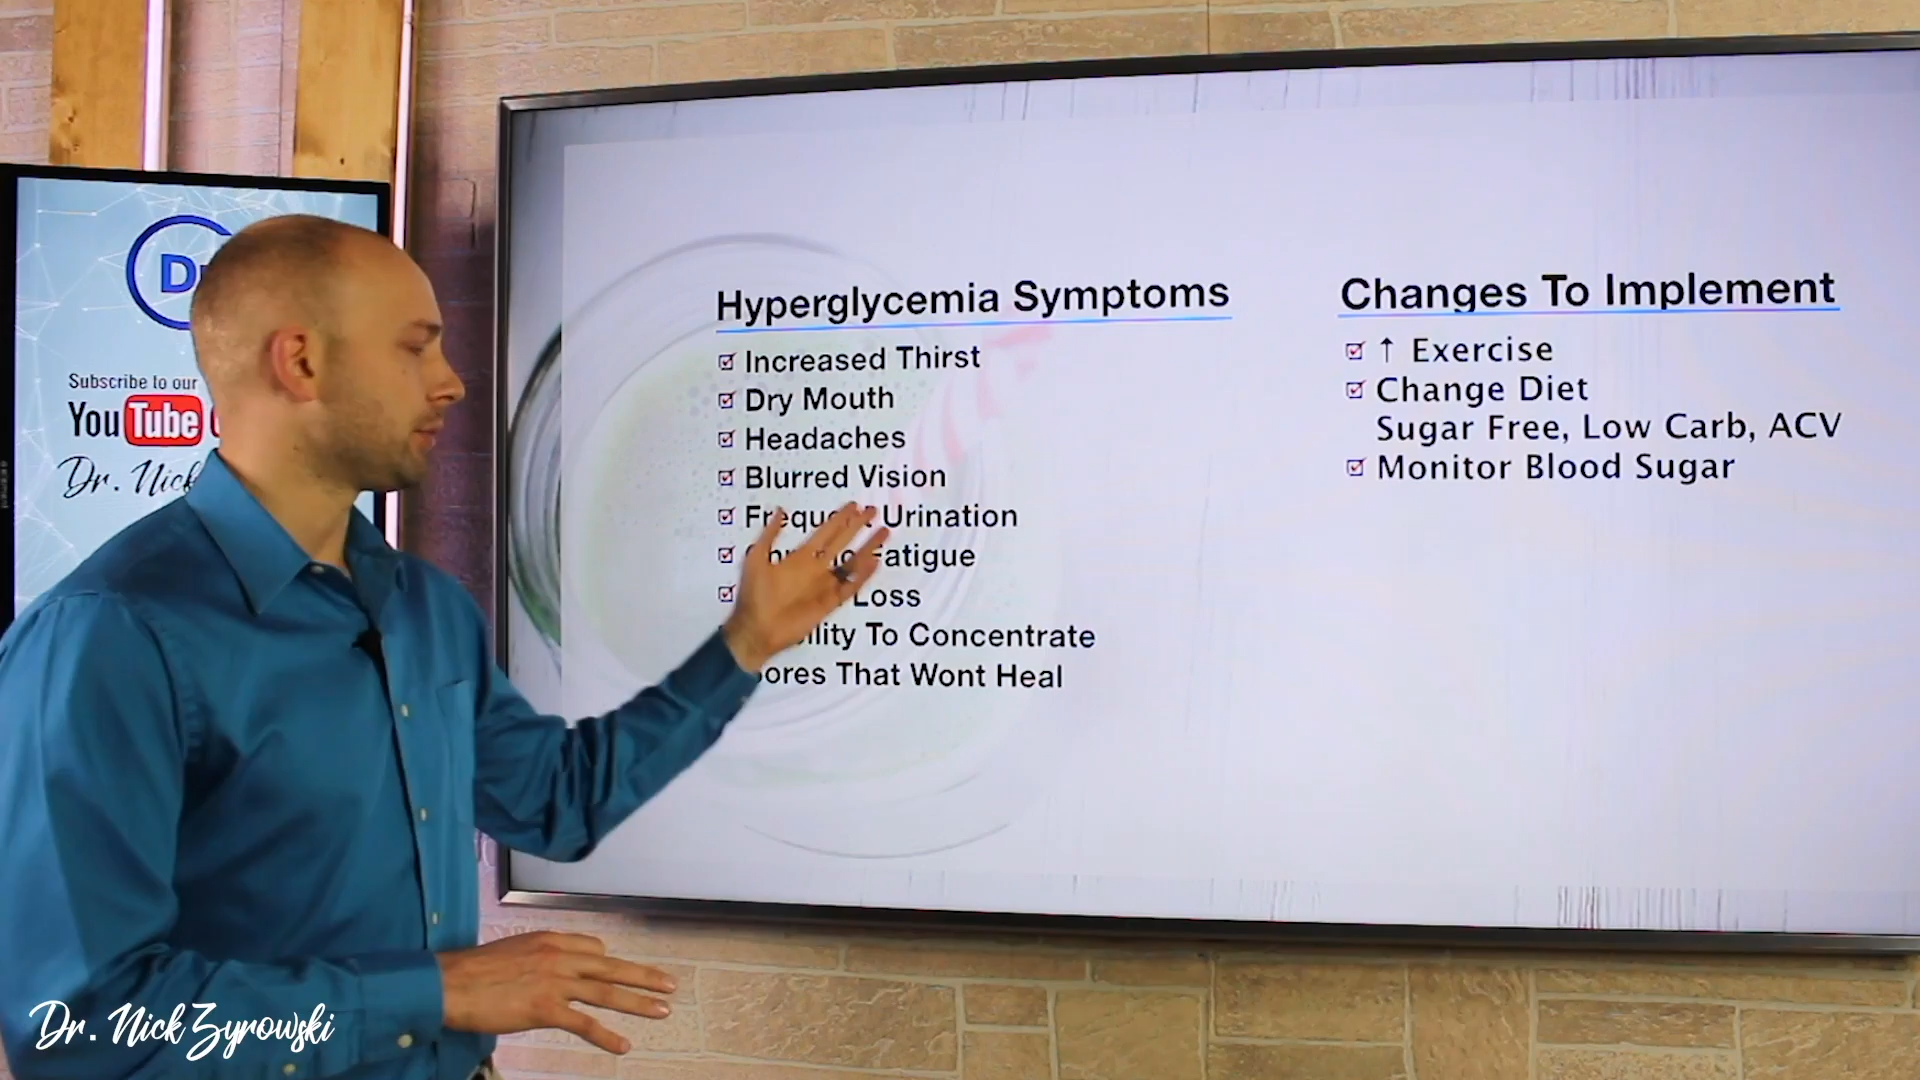 Subscribe to our
You Tube
Dr. Nick
Hyperglycemia Symptoms
Increased Thirst
Dry Mouth
Headaches
Blurred Vision
Urination
Fatigue
Loss
To Concentrate
That Wont Heal
Changes To Implement
↑ Exercise
Change Diet
Sugar Free, Low Carb, ACV
Monitor Blood Sugar
Dr. Nick Zyrowski